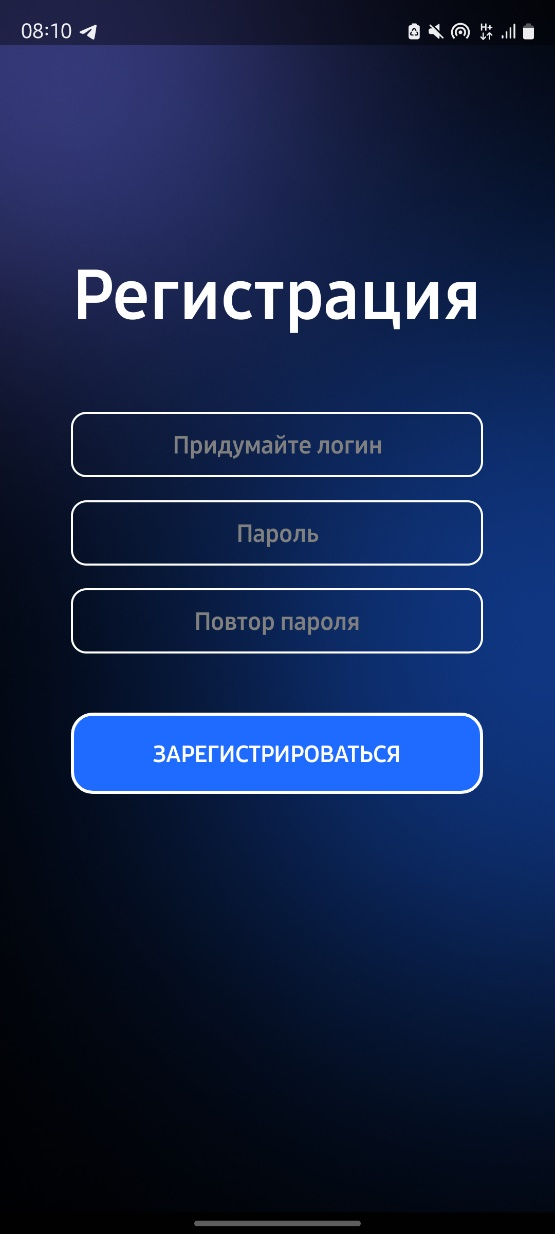 08:10
H+
Регистрация
Придумайте логин
Пароль
Повтор пароля
ЗАРЕГИСТРИРОВАТЬСЯ